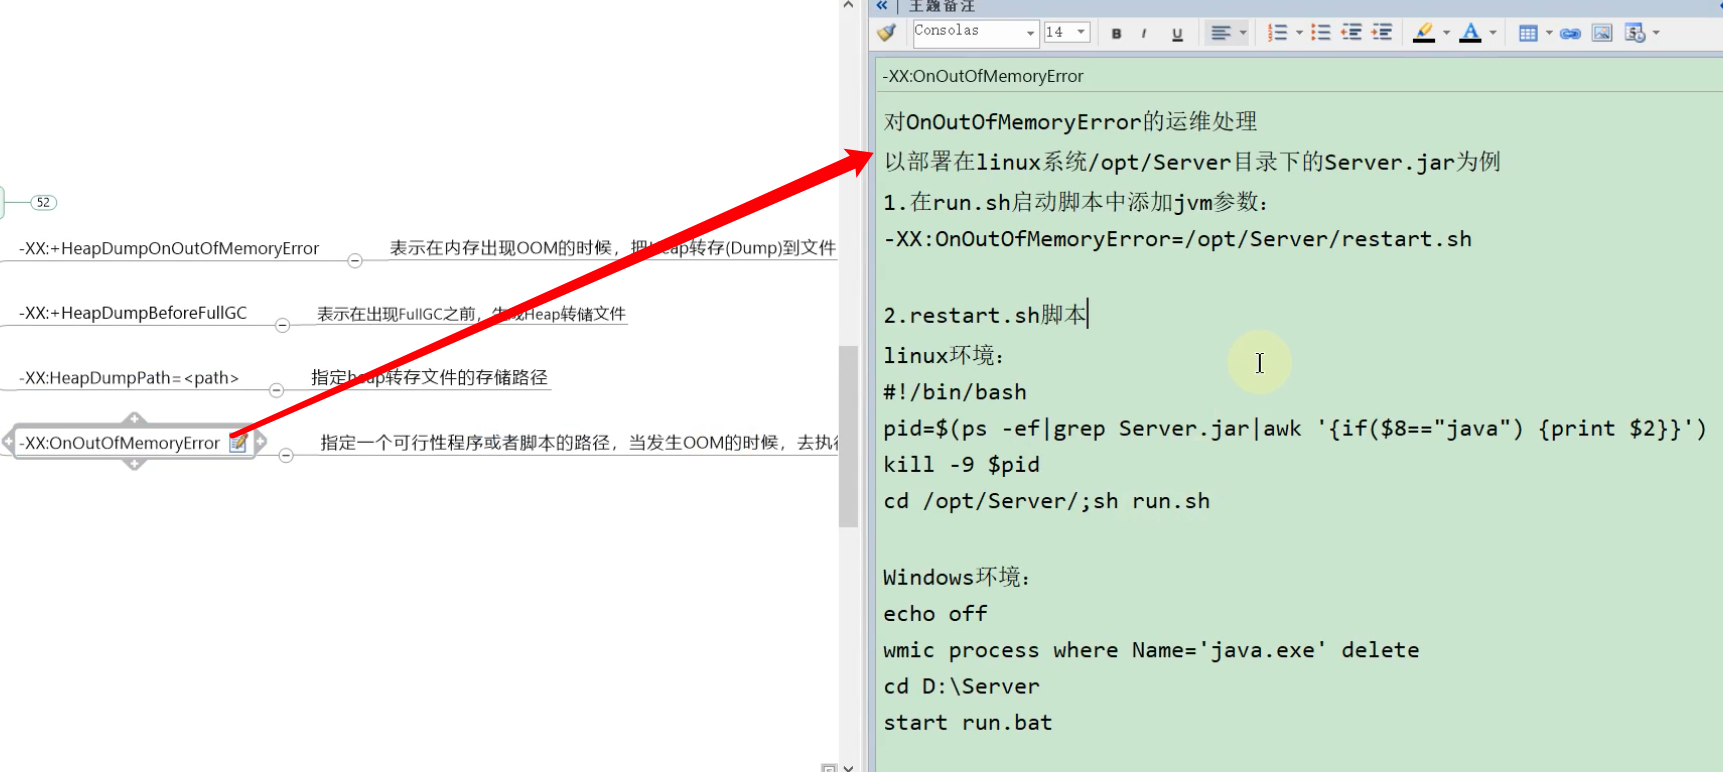 主题备注
Consolas
14
B I U
-XX:OnOutOfMemoryError
对OnOutOfMemoryError的运维处理
以部署在linux系统/opt/Server目录下的Server.jar为例
1.在run.sh启动脚本中添加jvm参数：
-XX:OnOutOfMemoryError=/opt/Server/restart.sh
2.restart.sh脚本
linux环境：
#!/bin/bash
pid=$(ps -ef|grep Server.jar|awk '{if($8=="java") {print $2}}')
kill -9 $pid
cd /opt/Server/;sh run.sh
Windows环境：
echo off
wmic process where Name='java.exe' delete
cd D:\Server
start run.bat
52
-XX:+HeapDumpOnOutOfMemoryError
表示在内存出现OOM的时候，把Heap转存(Dump)到文件
-XX:+HeapDumpBeforeFullGC
表示在出现FullGC之前，生成Heap转储文件
-XX:HeapDumpPath=<path>
指定heap转存文件的存储路径
-XX:OnOutOfMemoryError
指定一个可行性程序或者脚本的路径，当发生OOM的时候，去执